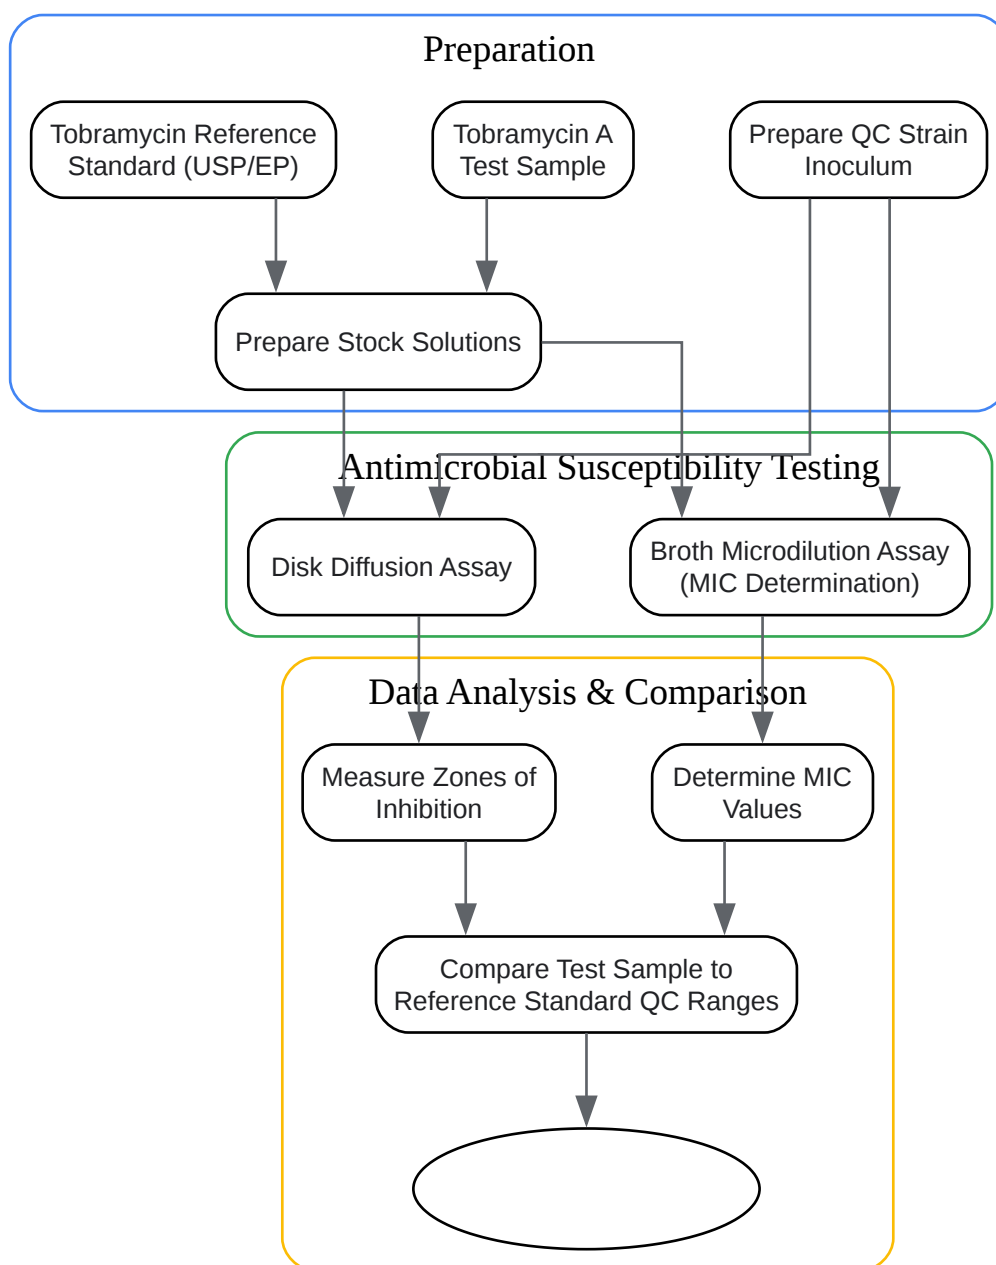 Preparation
Tobramycin Reference
Standard (USP/EP)
Tobramycin A
Test Sample
Prepare QC Strain
Inoculum
Prepare Stock Solutions
Antimicrobial Susceptibility Testing
Disk Diffusion Assay
Broth Microdilution Assay
(MIC Determination)
Data Analysis & Comparison
Measure Zones of
Inhibition
Determine MIC
Values
Compare Test Sample to
Reference Standard QC Ranges